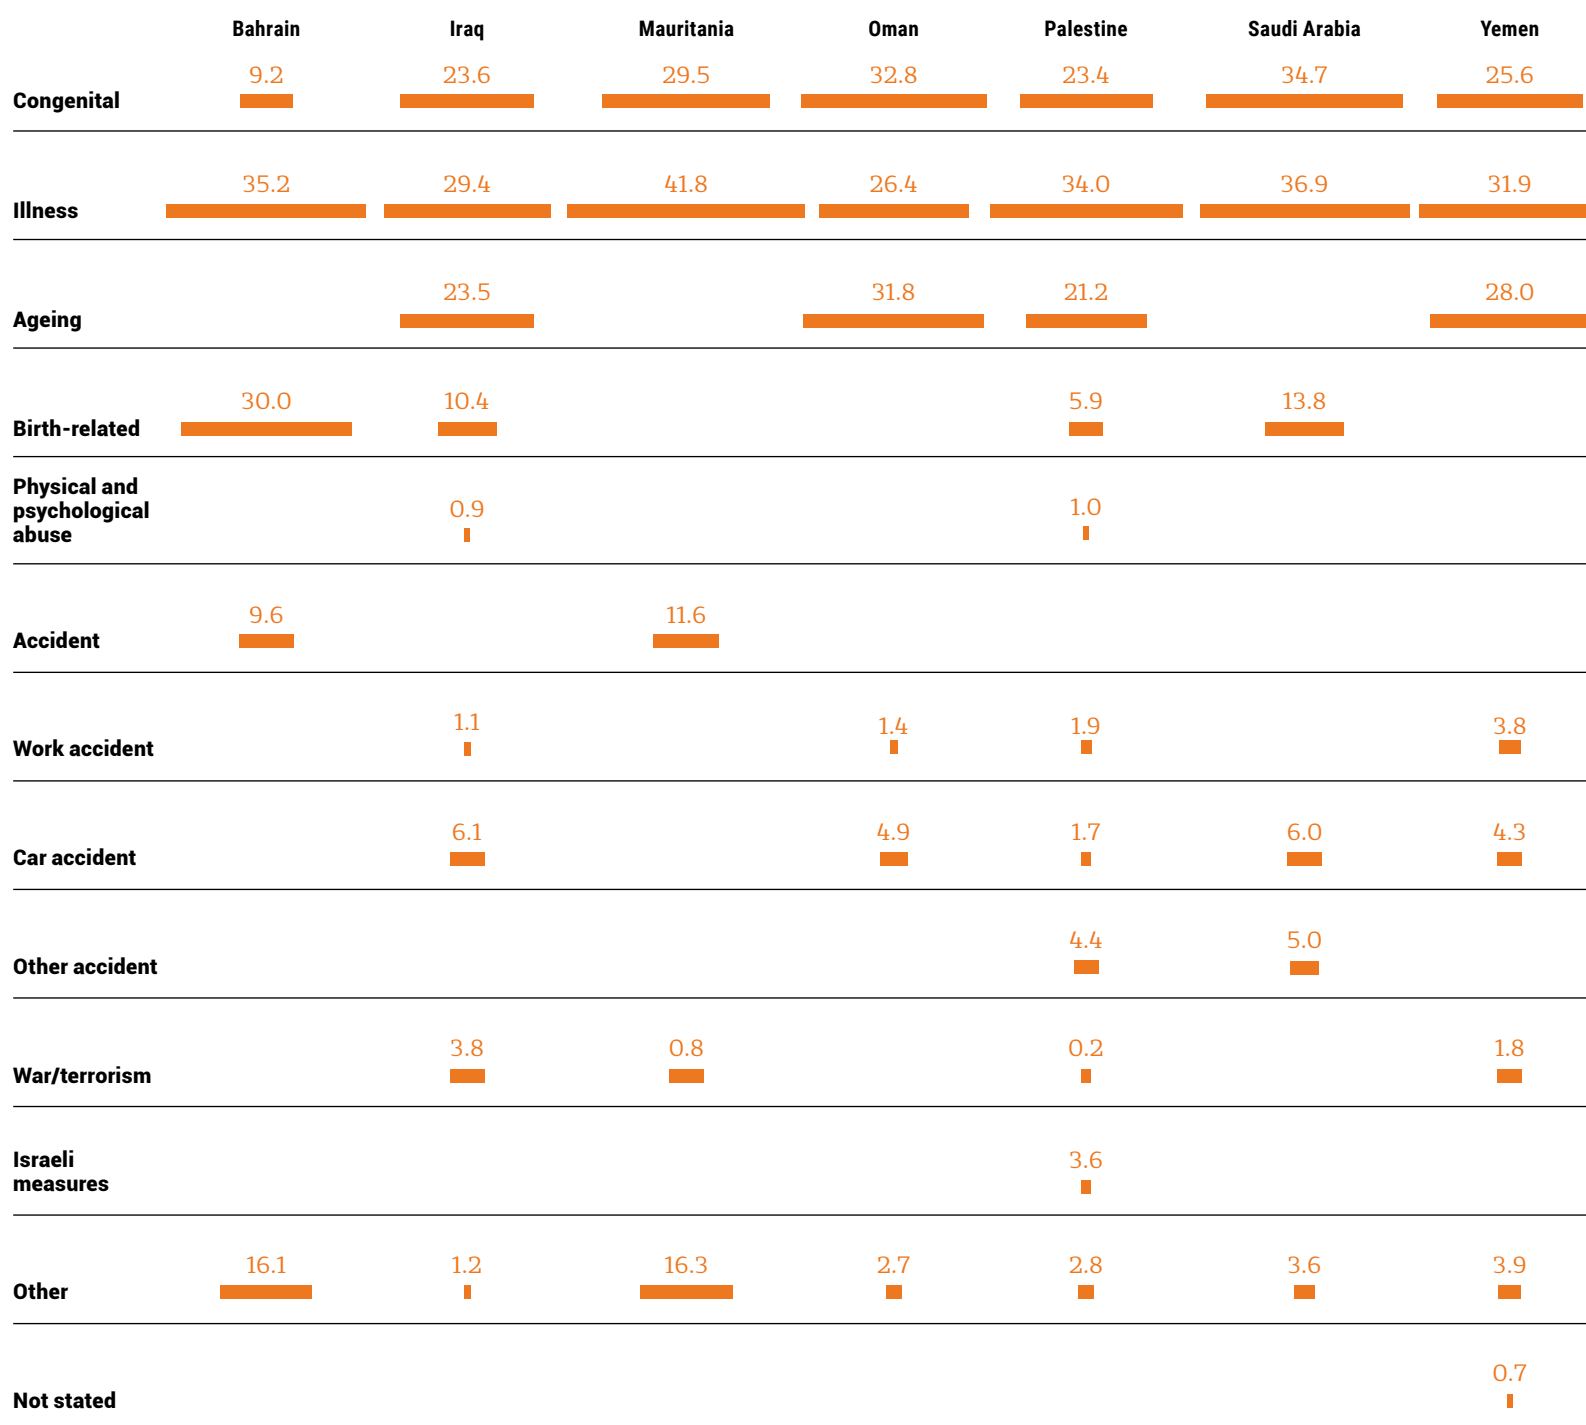 Bahrain Iraq Mauritania Oman Palestine Saudi Arabia Yemen
9.2 23.6 29.5 32.8 23.4 34.7 25.6
Congenital
35.2 29.4 41.8 26.4 34.0 36.9 31.9
Illness
23.5 31.8 21.2 28.0
Ageing
30.0 10.4 5.9 13.8
Birth-related
Physical and
psychological
abuse
0.9 1.0
9.6 11.6
Accident
1.1 1.4 1.9 3.8
Work accident
6.1 4.9 1.7 6.0 4.3
Car accident
4.4 5.0
Other accident
3.8 0.8 0.2 1.8
War/terrorism
Israeli
measures
3.6
16.1 1.2 16.3 2.7 2.8 3.6 3.9
Other
0.7
Not stated